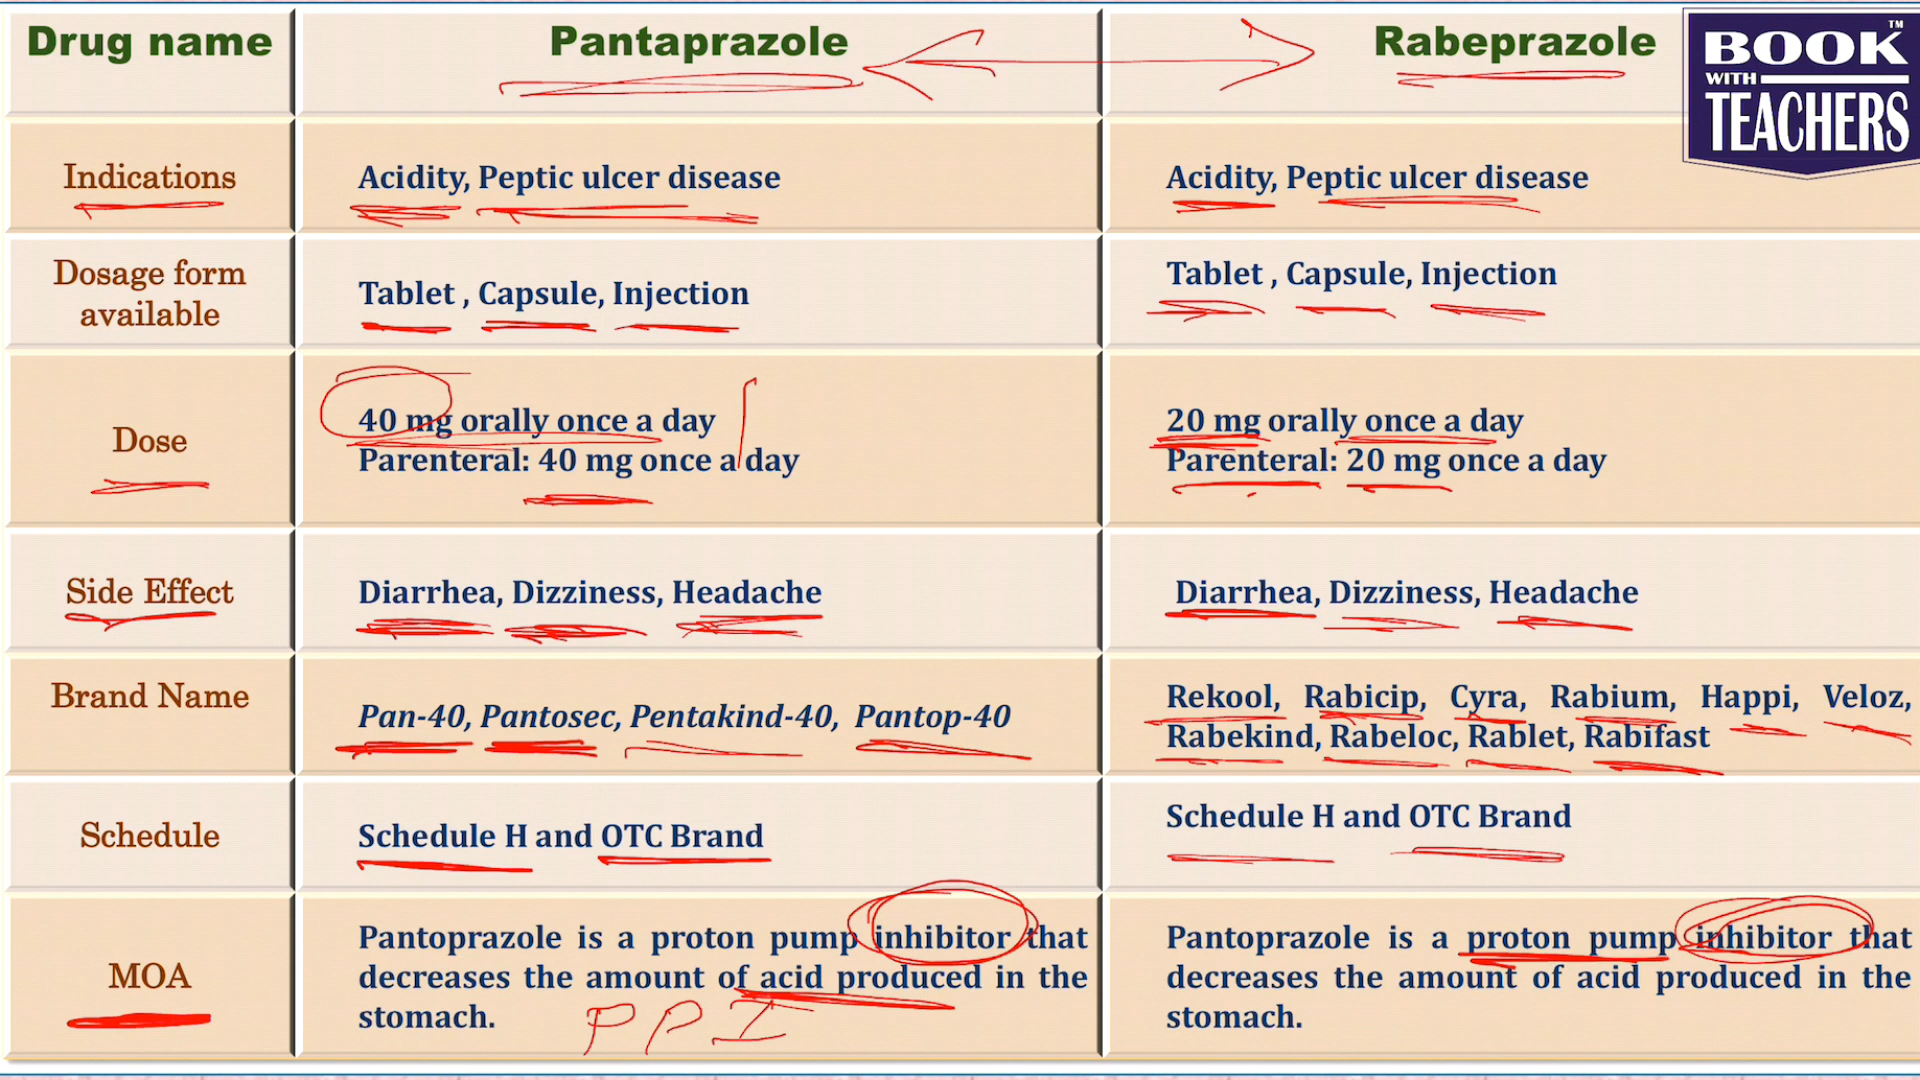 Drug name Pantaprazole Rabeprazole
BOOK™
WITH
TEACHERS
Indications Acidity, Peptic ulcer disease Acidity, Peptic ulcer disease
Dosage form
available
Tablet , Capsule, Injection
Tablet , Capsule, Injection
Dose
40 mg orally once a day
Parenteral: 40 mg once a day
20 mg orally once a day
Parenteral: 20 mg once a day
Side Effect Diarrhea, Dizziness, Headache Diarrhea, Dizziness, Headache
Brand Name
Pan-40, Pantosec, Pentakind-40, Pantop-40
Rekool, Rabicip, Cyra, Rabium, Happi, Veloz,
Rabekind, Rabeloc, Rablet, Rabifast
Schedule
Schedule H and OTC Brand
Schedule H and OTC Brand
MOA
Pantoprazole is a proton pump inhibitor that
decreases the amount of acid produced in the
stomach.
PPI
Pantoprazole is a proton pump inhibitor that
decreases the amount of acid produced in the
stomach.